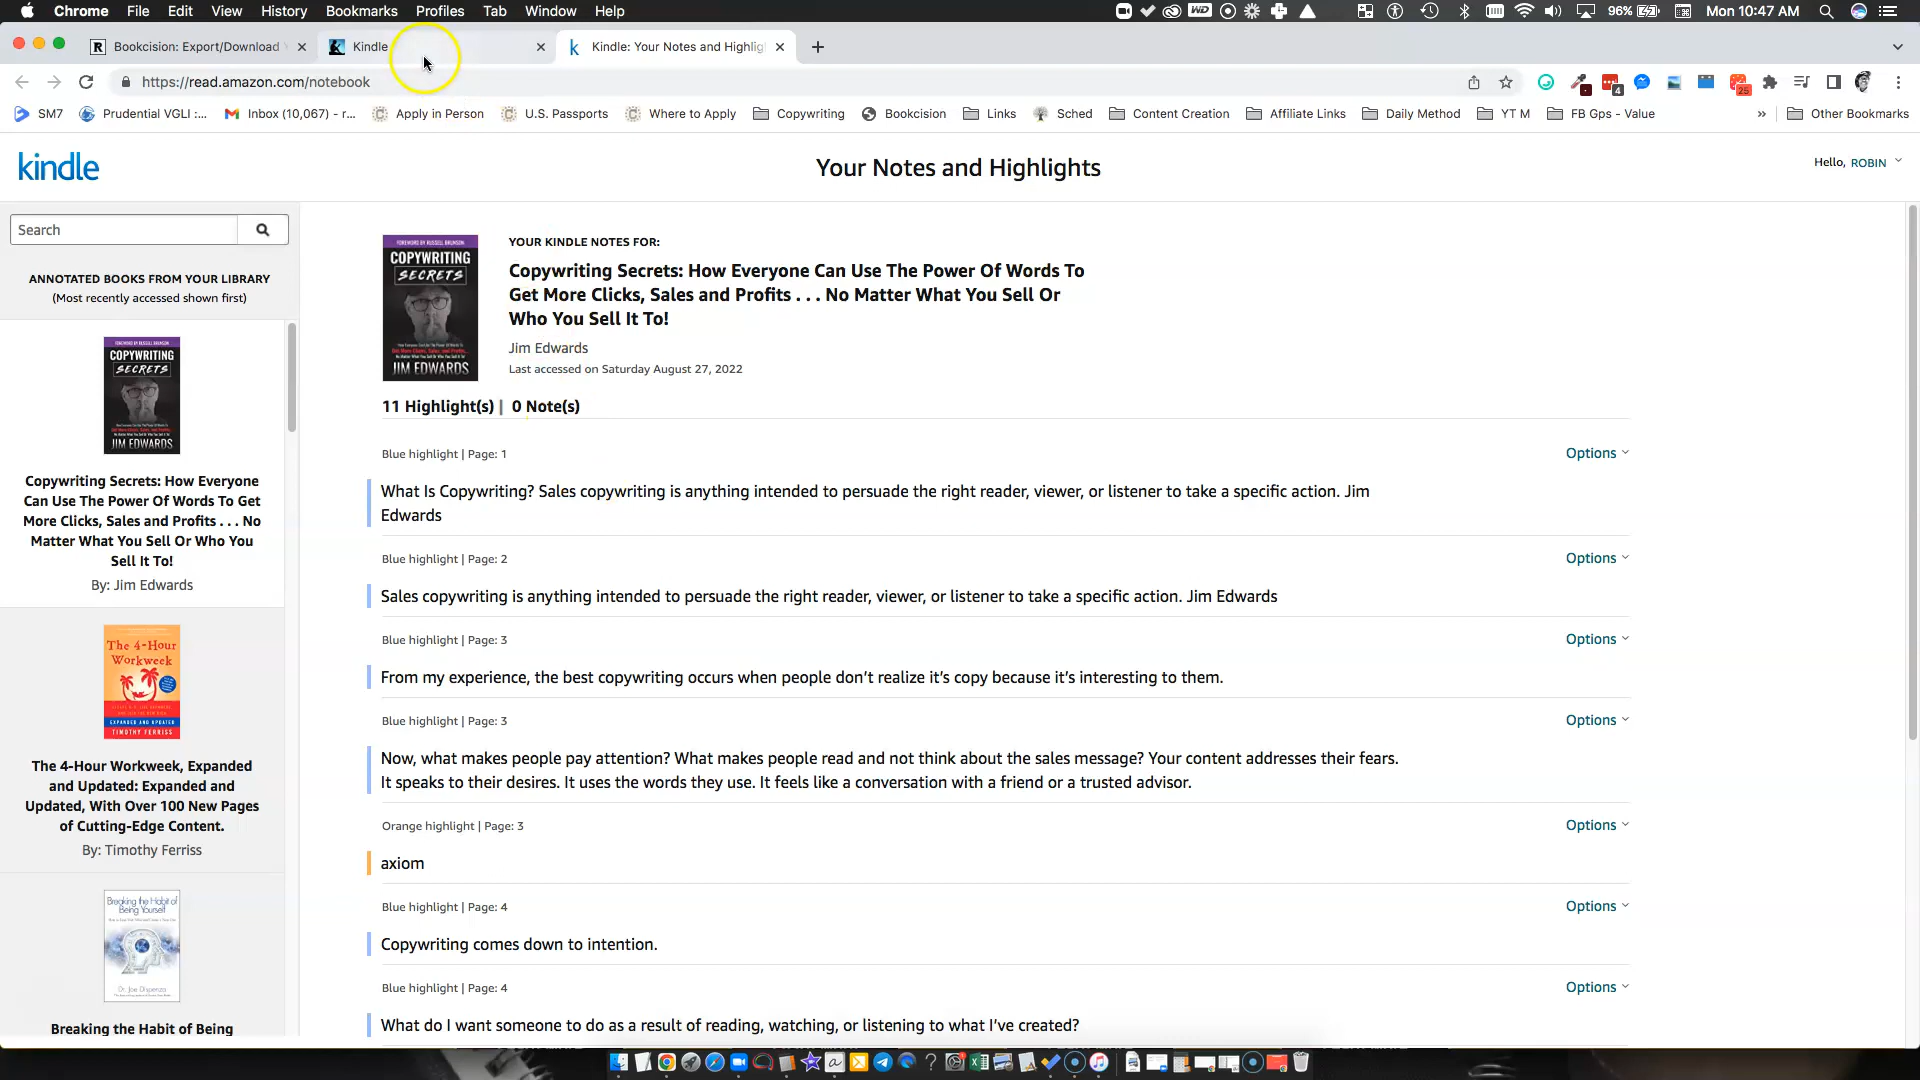 Chrome File Edit View History Bookmarks Profiles Tab Window Help 96% Mon 10:47 AM
Bookcision: Export/Download
Kindle
Kindle: Your Notes and Highlig
https://read.amazon.com/notebook
SM7 Prudential VGLI :... Inbox (10,067) - r... Apply in Person U.S. Passports Where to Apply Copywriting Bookcision Links Sched Content Creation Affiliate Links Daily Method YT M FB Gps - Value » Other Bookmarks
kindle
Your Notes and Highlights
Hello, ROBIN
Search
ANNOTATED BOOKS FROM YOUR LIBRARY
(Most recently accessed shown first)
FOREWORD BY RUSSELL BRUNSON
COPYWRITING
SECRETS
JIM EDWARDS
Copywriting Secrets: How Everyone
Can Use The Power Of Words To Get
More Clicks, Sales and Profits . . . No
Matter What You Sell Or Who You
Sell It To!
By: Jim Edwards
The 4-Hour
Workweek
EXPANDED AND UPDATED
TIMOTHY FERRISS
The 4-Hour Workweek, Expanded
and Updated: Expanded and
Updated, With Over 100 New Pages
of Cutting-Edge Content.
By: Timothy Ferriss
Breaking the Habit of
Being Yourself
Dr. Joe Dispenza
Breaking the Habit of Being
FOREWORD BY RUSSELL BRUNSON
COPYWRITING
SECRETS
JIM EDWARDS
YOUR KINDLE NOTES FOR:
Copywriting Secrets: How Everyone Can Use The Power Of Words To
Get More Clicks, Sales and Profits . . . No Matter What You Sell Or
Who You Sell It To!
Jim Edwards
Last accessed on Saturday August 27, 2022
11 Highlight(s) | 0 Note(s)
Blue highlight | Page: 1 Options
What Is Copywriting? Sales copywriting is anything intended to persuade the right reader, viewer, or listener to take a specific action. Jim
Edwards
Blue highlight | Page: 2 Options
Sales copywriting is anything intended to persuade the right reader, viewer, or listener to take a specific action. Jim Edwards
Blue highlight | Page: 3 Options
From my experience, the best copywriting occurs when people don’t realize it’s copy because it’s interesting to them.
Blue highlight | Page: 3 Options
Now, what makes people pay attention? What makes people read and not think about the sales message? Your content addresses their fears.
It speaks to their desires. It uses the words they use. It feels like a conversation with a friend or a trusted advisor.
Orange highlight | Page: 3 Options
axiom
Blue highlight | Page: 4 Options
Copywriting comes down to intention.
Blue highlight | Page: 4 Options
What do I want someone to do as a result of reading, watching, or listening to what I’ve created?